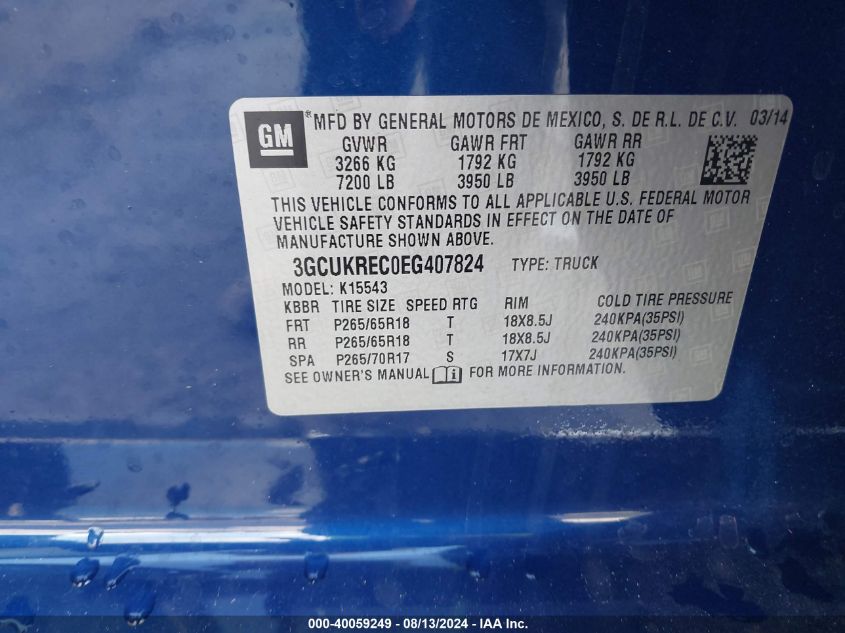 GM *MFD BY GENERAL MOTORS DE MEXICO, S. DE R.L. DE C.V. 03/14
GVWR GAWR FRT GAWR RR
3266 KG 1792 KG 1792 KG
7200 LB 3950 LB 3950 LB
THIS VEHICLE CONFORMS TO ALL APPLICABLE U.S. FEDERAL MOTOR
VEHICLE SAFETY STANDARDS IN EFFECT ON THE DATE OF
MANUFACTURE SHOWN ABOVE.
3GCUKREC0EG407824 TYPE: TRUCK
MODEL: K15543
KBBR TIRE SIZE SPEED RTG RIM COLD TIRE PRESSURE
FRT P265/65R18 T 18X8.5J 240KPA(35PSI)
RR P265/65R18 T 18X8.5J 240KPA(35PSI)
SPA P265/70R17 S 17X7J 240KPA(35PSI)
SEE OWNER'S MANUAL FOR MORE INFORMATION.
000-40059249 - 08/13/2024 - IAA Inc.